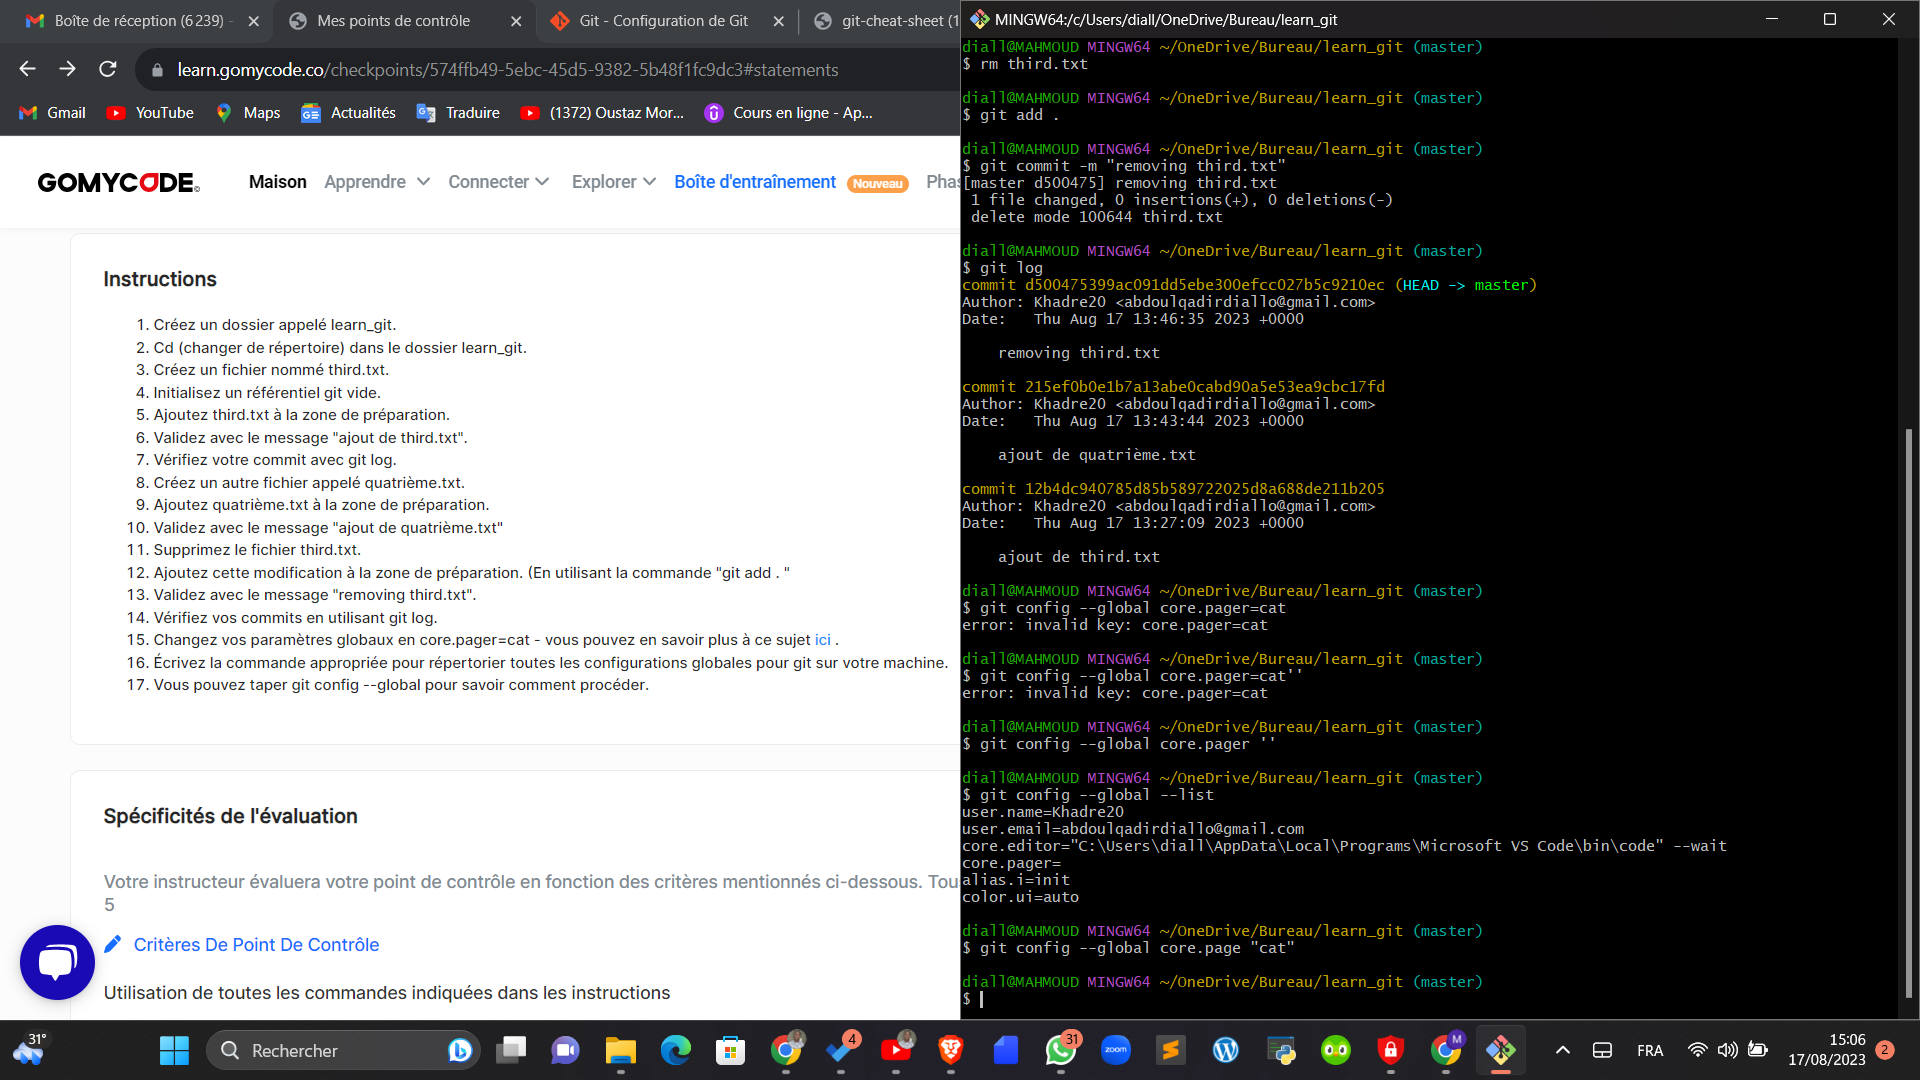 Boîte de réception (6 239) -
Mes points de contrôle
Git - Configuration de Git
git-cheat-sheet (1
learn.gomycode.co/checkpoints/574ffb49-5ebc-45d5-9382-5b48f1fc9dc3#statements
Gmail
YouTube
Maps
Actualités
Traduire
(1372) Oustaz Mor...
Cours en ligne - Ap...
GOMYCODE
Maison
Apprendre
Connecter
Explorer
Boîte d'entraînement
Nouveau
Phas
Instructions
1. Créez un dossier appelé learn_git.
2. Cd (changer de répertoire) dans le dossier learn_git.
3. Créez un fichier nommé third.txt.
4. Initialisez un référentiel git vide.
5. Ajoutez third.txt à la zone de préparation.
6. Validez avec le message "ajout de third.txt".
7. Vérifiez votre commit avec git log.
8. Créez un autre fichier appelé quatrième.txt.
9. Ajoutez quatrième.txt à la zone de préparation.
10. Validez avec le message "ajout de quatrième.txt"
11. Supprimez le fichier third.txt.
12. Ajoutez cette modification à la zone de préparation. (En utilisant la commande "git add . "
13. Validez avec le message "removing third.txt".
14. Vérifiez vos commits en utilisant git log.
15. Changez vos paramètres globaux en core.pager=cat - vous pouvez en savoir plus à ce sujet ici .
16. Écrivez la commande appropriée pour répertorier toutes les configurations globales pour git sur votre machine.
17. Vous pouvez taper git config --global pour savoir comment procéder.
Spécificités de l'évaluation
Votre instructeur évaluera votre point de contrôle en fonction des critères mentionnés ci-dessous. Tou
5
Critères De Point De Contrôle
Utilisation de toutes les commandes indiquées dans les instructions
MINGW64:/c/Users/diall/OneDrive/Bureau/learn_git
diall@MAHMOUD MINGW64 ~/OneDrive/Bureau/learn_git (master)
$ rm third.txt
diall@MAHMOUD MINGW64 ~/OneDrive/Bureau/learn_git (master)
$ git add .
diall@MAHMOUD MINGW64 ~/OneDrive/Bureau/learn_git (master)
$ git commit -m "removing third.txt"
[master d500475] removing third.txt
1 file changed, 0 insertions(+), 0 deletions(-)
delete mode 100644 third.txt
diall@MAHMOUD MINGW64 ~/OneDrive/Bureau/learn_git (master)
$ git log
commit d500475399ac091dd5ebe300efcc027b5c9210ec (HEAD -> master)
Author: Khadre20 <abdoulqadirdiallo@gmail.com>
Date: Thu Aug 17 13:46:35 2023 +0000
removing third.txt
commit 215ef0b0e1b7a13abe0cabd90a5e53ea9cbc17fd
Author: Khadre20 <abdoulqadirdiallo@gmail.com>
Date: Thu Aug 17 13:43:44 2023 +0000
ajout de quatrième.txt
commit 12b4dc940785d85b589722025d8a688de211b205
Author: Khadre20 <abdoulqadirdiallo@gmail.com>
Date: Thu Aug 17 13:27:09 2023 +0000
ajout de third.txt
diall@MAHMOUD MINGW64 ~/OneDrive/Bureau/learn_git (master)
$ git config --global core.pager=cat
error: invalid key: core.pager=cat
diall@MAHMOUD MINGW64 ~/OneDrive/Bureau/learn_git (master)
$ git config --global core.pager=cat''
error: invalid key: core.pager=cat
diall@MAHMOUD MINGW64 ~/OneDrive/Bureau/learn_git (master)
$ git config --global core.pager ''
diall@MAHMOUD MINGW64 ~/OneDrive/Bureau/learn_git (master)
$ git config --global --list
user.name=Khadre20
user.email=abdoulqadirdiallo@gmail.com
core.editor="C:\Users\diall\AppData\Local\Programs\Microsoft VS Code\bin\code" --wait
core.pager=
alias.i=init
color.ui=auto
diall@MAHMOUD MINGW64 ~/OneDrive/Bureau/learn_git (master)
$ git config --global core.page "cat"
diall@MAHMOUD MINGW64 ~/OneDrive/Bureau/learn_git (master)
$
31°
Rechercher
4
31
zoom
M
FRA
15:06
17/08/2023
2